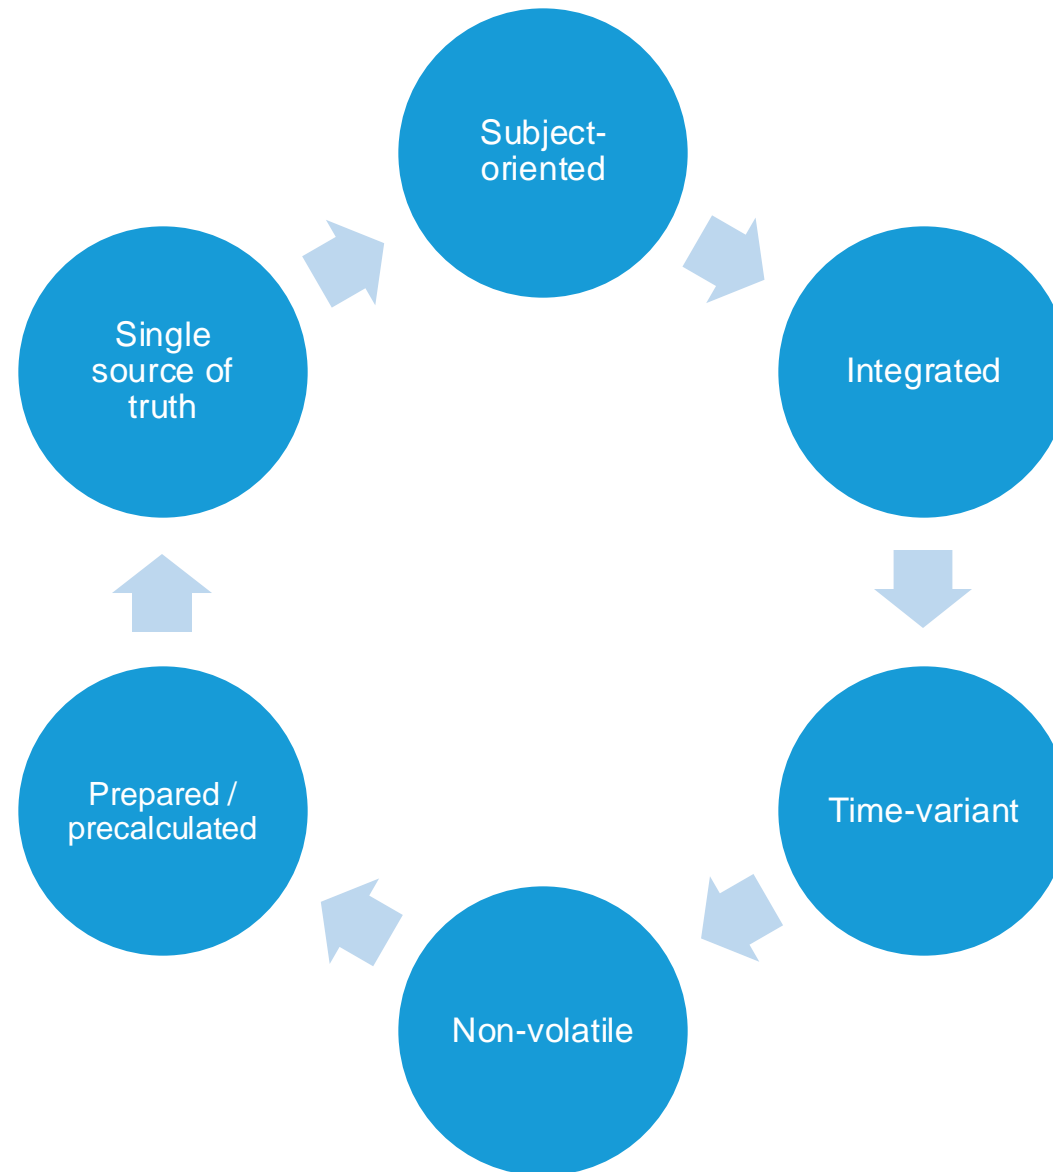 Subject-
oriented
Integrated
Time-variant
Non-volatile
Prepared /
precalculated
Single
source of
truth